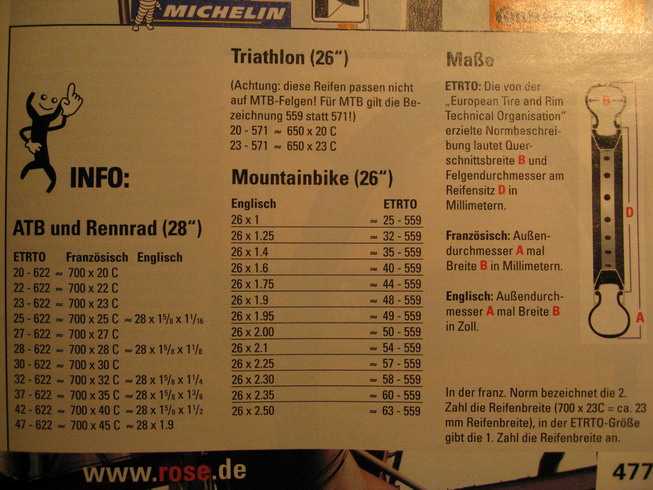 MICHELIN
INFO:
ATB und Rennrad (28“)
ETRTO Französisch Englisch
20 - 622 ≈ 700 x 20 C
22 - 622 ≈ 700 x 22 C
23 - 622 ≈ 700 x 23 C
25 - 622 ≈ 700 x 25 C ≈ 28 x 1⁵/₈ x 1¹/₁₆
27 - 622 ≈ 700 x 27 C
28 - 622 ≈ 700 x 28 C ≈ 28 x 1⁵/₈ x 1¹/₈
30 - 622 ≈ 700 x 30 C
32 - 622 ≈ 700 x 32 C ≈ 28 x 1⁵/₈ x 1¹/₄
37 - 622 ≈ 700 x 35 C ≈ 28 x 1⁵/₈ x 1³/₈
42 - 622 ≈ 700 x 40 C ≈ 28 x 1⁵/₈ x 1¹/₂
47 - 622 ≈ 700 x 45 C ≈ 28 x 1.9
Triathlon (26“)
(Achtung: diese Reifen passen nicht
auf MTB-Felgen! Für MTB gilt die Be-
zeichnung 559 statt 571!)
20 - 571 ≈ 650 x 20 C
23 - 571 ≈ 650 x 23 C
Mountainbike (26“)
Englisch ETRTO
26 x 1 ≈ 25 - 559
26 x 1.25 ≈ 32 - 559
26 x 1.4 ≈ 35 - 559
26 x 1.6 ≈ 40 - 559
26 x 1.75 ≈ 44 - 559
26 x 1.9 ≈ 48 - 559
26 x 1.95 ≈ 49 - 559
26 x 2.00 ≈ 50 - 559
26 x 2.1 ≈ 54 - 559
26 x 2.25 ≈ 57 - 559
26 x 2.30 ≈ 58 - 559
26 x 2.35 ≈ 60 - 559
26 x 2.50 ≈ 63 - 559
Maße
ETRTO: Die von der
„European Tire and Rim
Technical Organisation“
erzielte Normbeschrei-
bung lautet Quer-
schnittsbreite B und
Felgendurchmesser am
Reifensitz D in
Millimetern.
Französisch: Außen-
durchmesser A mal
Breite B in Millimetern.
Englisch: Außendurch-
messer A mal Breite B
in Zoll.
B
D
A
In der franz. Norm bezeichnet die 2.
Zahl die Reifenbreite (700 x 23C = ca. 23
mm Reifenbreite), in der ETRTO-Größe
gibt die 1. Zahl die Reifenbreite an.
www.rose.de
477